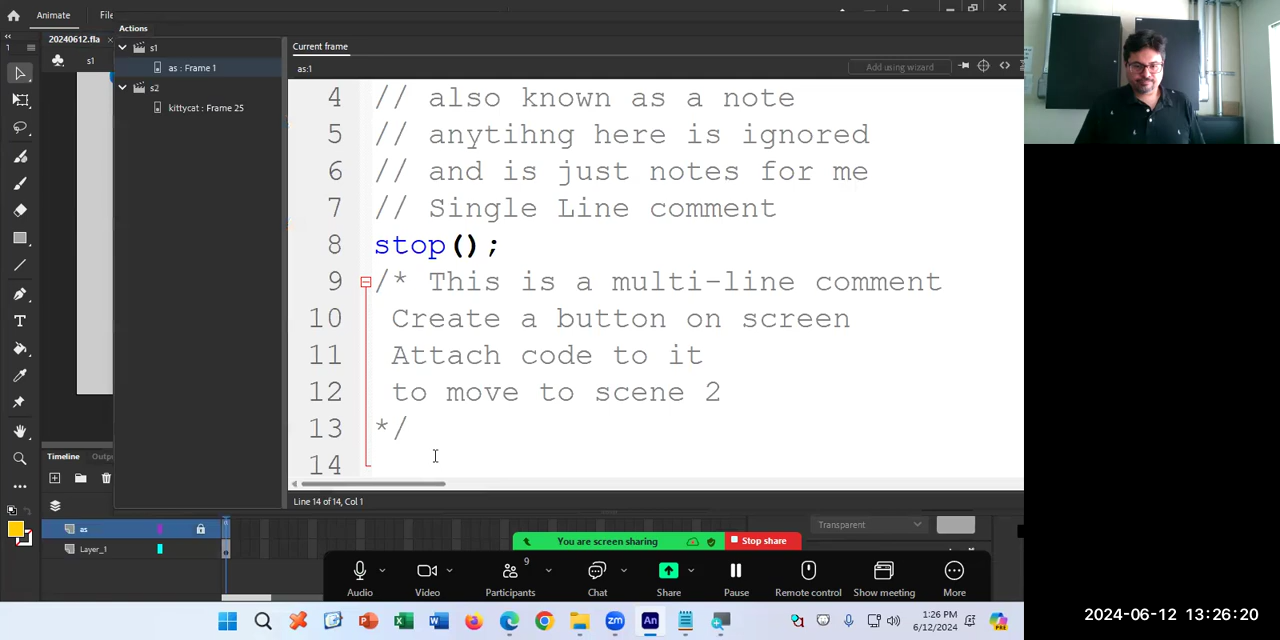 Animate
File
20240612.fla
s1
Actions
s1
as : Frame 1
s2
kittycat : Frame 25
Current frame
as:1
Add using wizard
4 // also known as a note
5 // anytihng here is ignored
6 // and is just notes for me
7 // Single Line comment
8 stop();
9 /* This is a multi-line comment
10 Create a button on screen
11 Attach code to it
12 to move to scene 2
13 */
14
Line 14 of 14, Col 1
Timeline
Outp
as
Layer_1
Transparent
You are screen sharing
Stop share
9
Audio
Video
Participants
Chat
Share
Pause
Remote control
Show meeting
More
1:26 PM
6/12/2024
2024-06-12 13:26:20